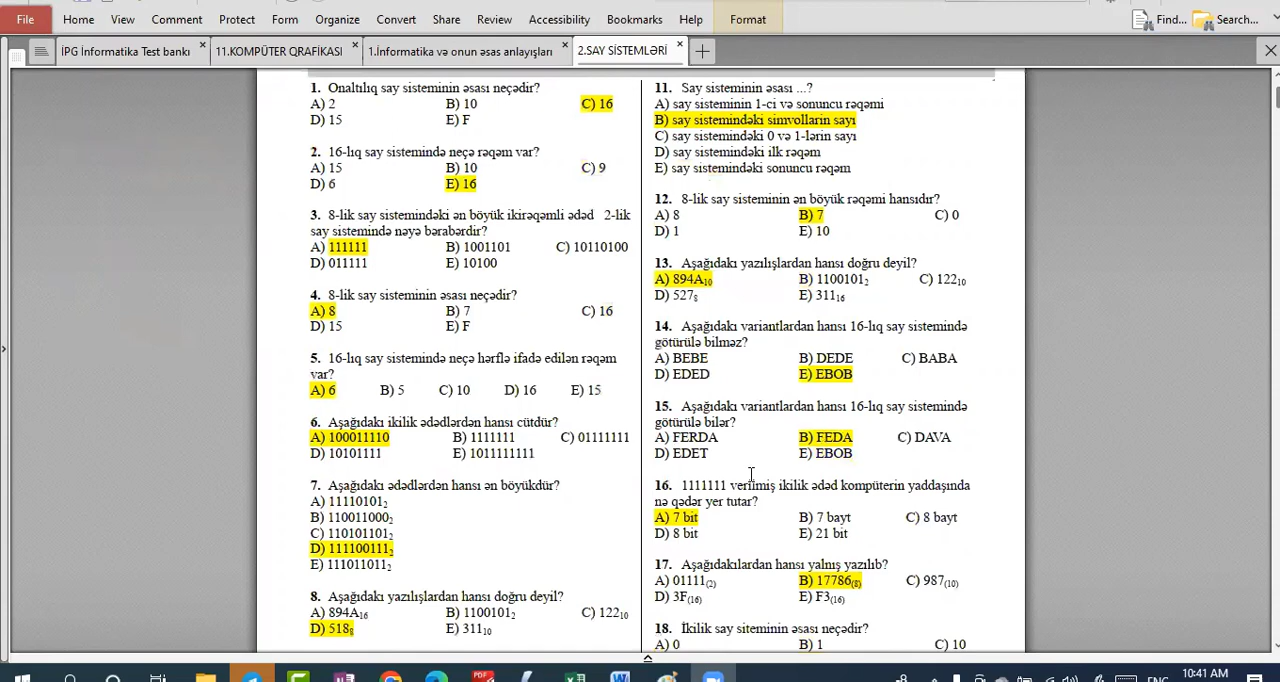 File
Home
View
Comment
Protect
Form
Organize
Convert
Share
Review
Accessibility
Bookmarks
Help
Format
Find...
Search...
İPG İnformatika Test bankı
11.KOMPÜTER QRAFİKASI
1.İnformatika və onun əsas anlayışları
2.SAY SİSTEMLƏRİ
1. Onaltılıq say sisteminin əsası neçədir?
A) 2 B) 10 C) 16
D) 15 E) F
2. 16-lıq say sistemində neçə rəqəm var?
A) 15 B) 10 C) 9
D) 6 E) 16
3. 8-lik say sistemindəki ən böyük ikirəqəmli ədəd 2-lik
say sistemində nəyə bərabərdir?
A) 111111 B) 1001101 C) 10110100
D) 011111 E) 10100
4. 8-lik say sisteminin əsası neçədir?
A) 8 B) 7 C) 16
D) 15 E) F
5. 16-lıq say sistemində neçə hərflə ifadə edilən rəqəm
var?
A) 6 B) 5 C) 10 D) 16 E) 15
6. Aşağıdakı ikilik ədədlərdən hansı cütdür?
A) 100011110 B) 1111111 C) 01111111
D) 10101111 E) 1011111111
7. Aşağıdakı ədədlərdən hansı ən böyükdür?
A) 11110101₂
B) 110011000₂
C) 110101101₂
D) 111100111₂
E) 111011011₂
8. Aşağıdakı yazılışlardan hansı doğru deyil?
A) 894A₁₆ B) 1100101₂ C) 122₁₀
D) 518₈ E) 311₁₀
11. Say sisteminin əsası ...?
A) say sisteminin 1-ci və sonuncu rəqəmi
B) say sistemindəki simvolların sayı
C) say sistemindəki 0 və 1-lərin sayı
D) say sistemindəki ilk rəqəm
E) say sistemindəki sonuncu rəqəm
12. 8-lik say sisteminin ən böyük rəqəmi hansıdır?
A) 8 B) 7 C) 0
D) 1 E) 10
13. Aşağıdakı yazılışlardan hansı doğru deyil?
A) 894A₁₀ B) 1100101₂ C) 122₁₀
D) 527₈ E) 311₁₆
14. Aşağıdakı variantlardan hansı 16-lıq say sistemində
götürülə bilməz?
A) BEBE B) DEDE C) BABA
D) EDED E) EBOB
15. Aşağıdakı variantlardan hansı 16-lıq say sistemində
götürülə bilər?
A) FERDA B) FEDA C) DAVA
D) EDET E) EBOB
16. 1111111 verilmiş ikilik ədəd kompüterin yaddaşında
nə qədər yer tutar?
A) 7 bit B) 7 bayt C) 8 bayt
D) 8 bit E) 21 bit
17. Aşağıdakılardan hansı yalnış yazılıb?
A) 01111₍₂₎ B) 17786₍₈₎ C) 987₍₁₀₎
D) 3F₍₁₆₎ E) F3₍₁₆₎
18. İkilik say siteminin əsası neçədir?
A) 0 B) 1 C) 10
10:41 AM